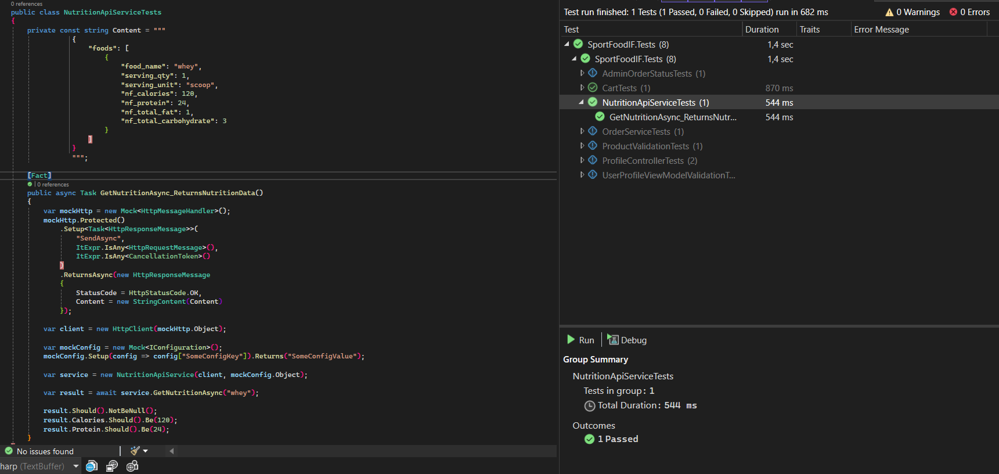 0 references
public class NutritionApiServiceTests
{
    private const string Content = """
            {
                "foods": [
                    {
                        "food_name": "whey",
                        "serving_qty": 1,
                        "serving_unit": "scoop",
                        "nf_calories": 120,
                        "nf_protein": 24,
                        "nf_total_fat": 1,
                        "nf_total_carbohydrate": 3
                    }
                ]
            }
            """;
    [Fact]
    | 0 references
    public async Task GetNutritionAsync_ReturnsNutritionData()
    {
        var mockHttp = new Mock<HttpMessageHandler>();
        mockHttp.Protected()
            .Setup<Task<HttpResponseMessage>>(
                "SendAsync",
                ItExpr.IsAny<HttpRequestMessage>(),
                ItExpr.IsAny<CancellationToken>()
            )
            .ReturnsAsync(new HttpResponseMessage
            {
                StatusCode = HttpStatusCode.OK,
                Content = new StringContent(Content)
            });
        var client = new HttpClient(mockHttp.Object);
        var mockConfig = new Mock<IConfiguration>();
        mockConfig.Setup(config => config["SomeConfigKey"]).Returns("SomeConfigValue");
        var service = new NutritionApiService(client, mockConfig.Object);
        var result = await service.GetNutritionAsync("whey");
        result.Should().NotBeNull();
        result.Calories.Should().Be(120);
        result.Protein.Should().Be(24);
    }
No issues found
harp (TextBuffer)
Test run finished: 1 Tests (1 Passed, 0 Failed, 0 Skipped) run in 682 ms
0 Warnings
0 Errors
Test Duration Traits Error Message
SportFoodIF.Tests (8) 1,4 sec
SportFoodIF.Tests (8) 1,4 sec
AdminOrderStatusTests (1)
CartTests (1) 870 ms
NutritionApiServiceTests (1) 544 ms
GetNutritionAsync_ReturnsNutr... 544 ms
OrderServiceTests (1)
ProductValidationTests (1)
ProfileControllerTests (2)
UserProfileViewModelValidationT...
Run
Debug
Group Summary
NutritionApiServiceTests
Tests in group: 1
Total Duration: 544 ms
Outcomes
1 Passed